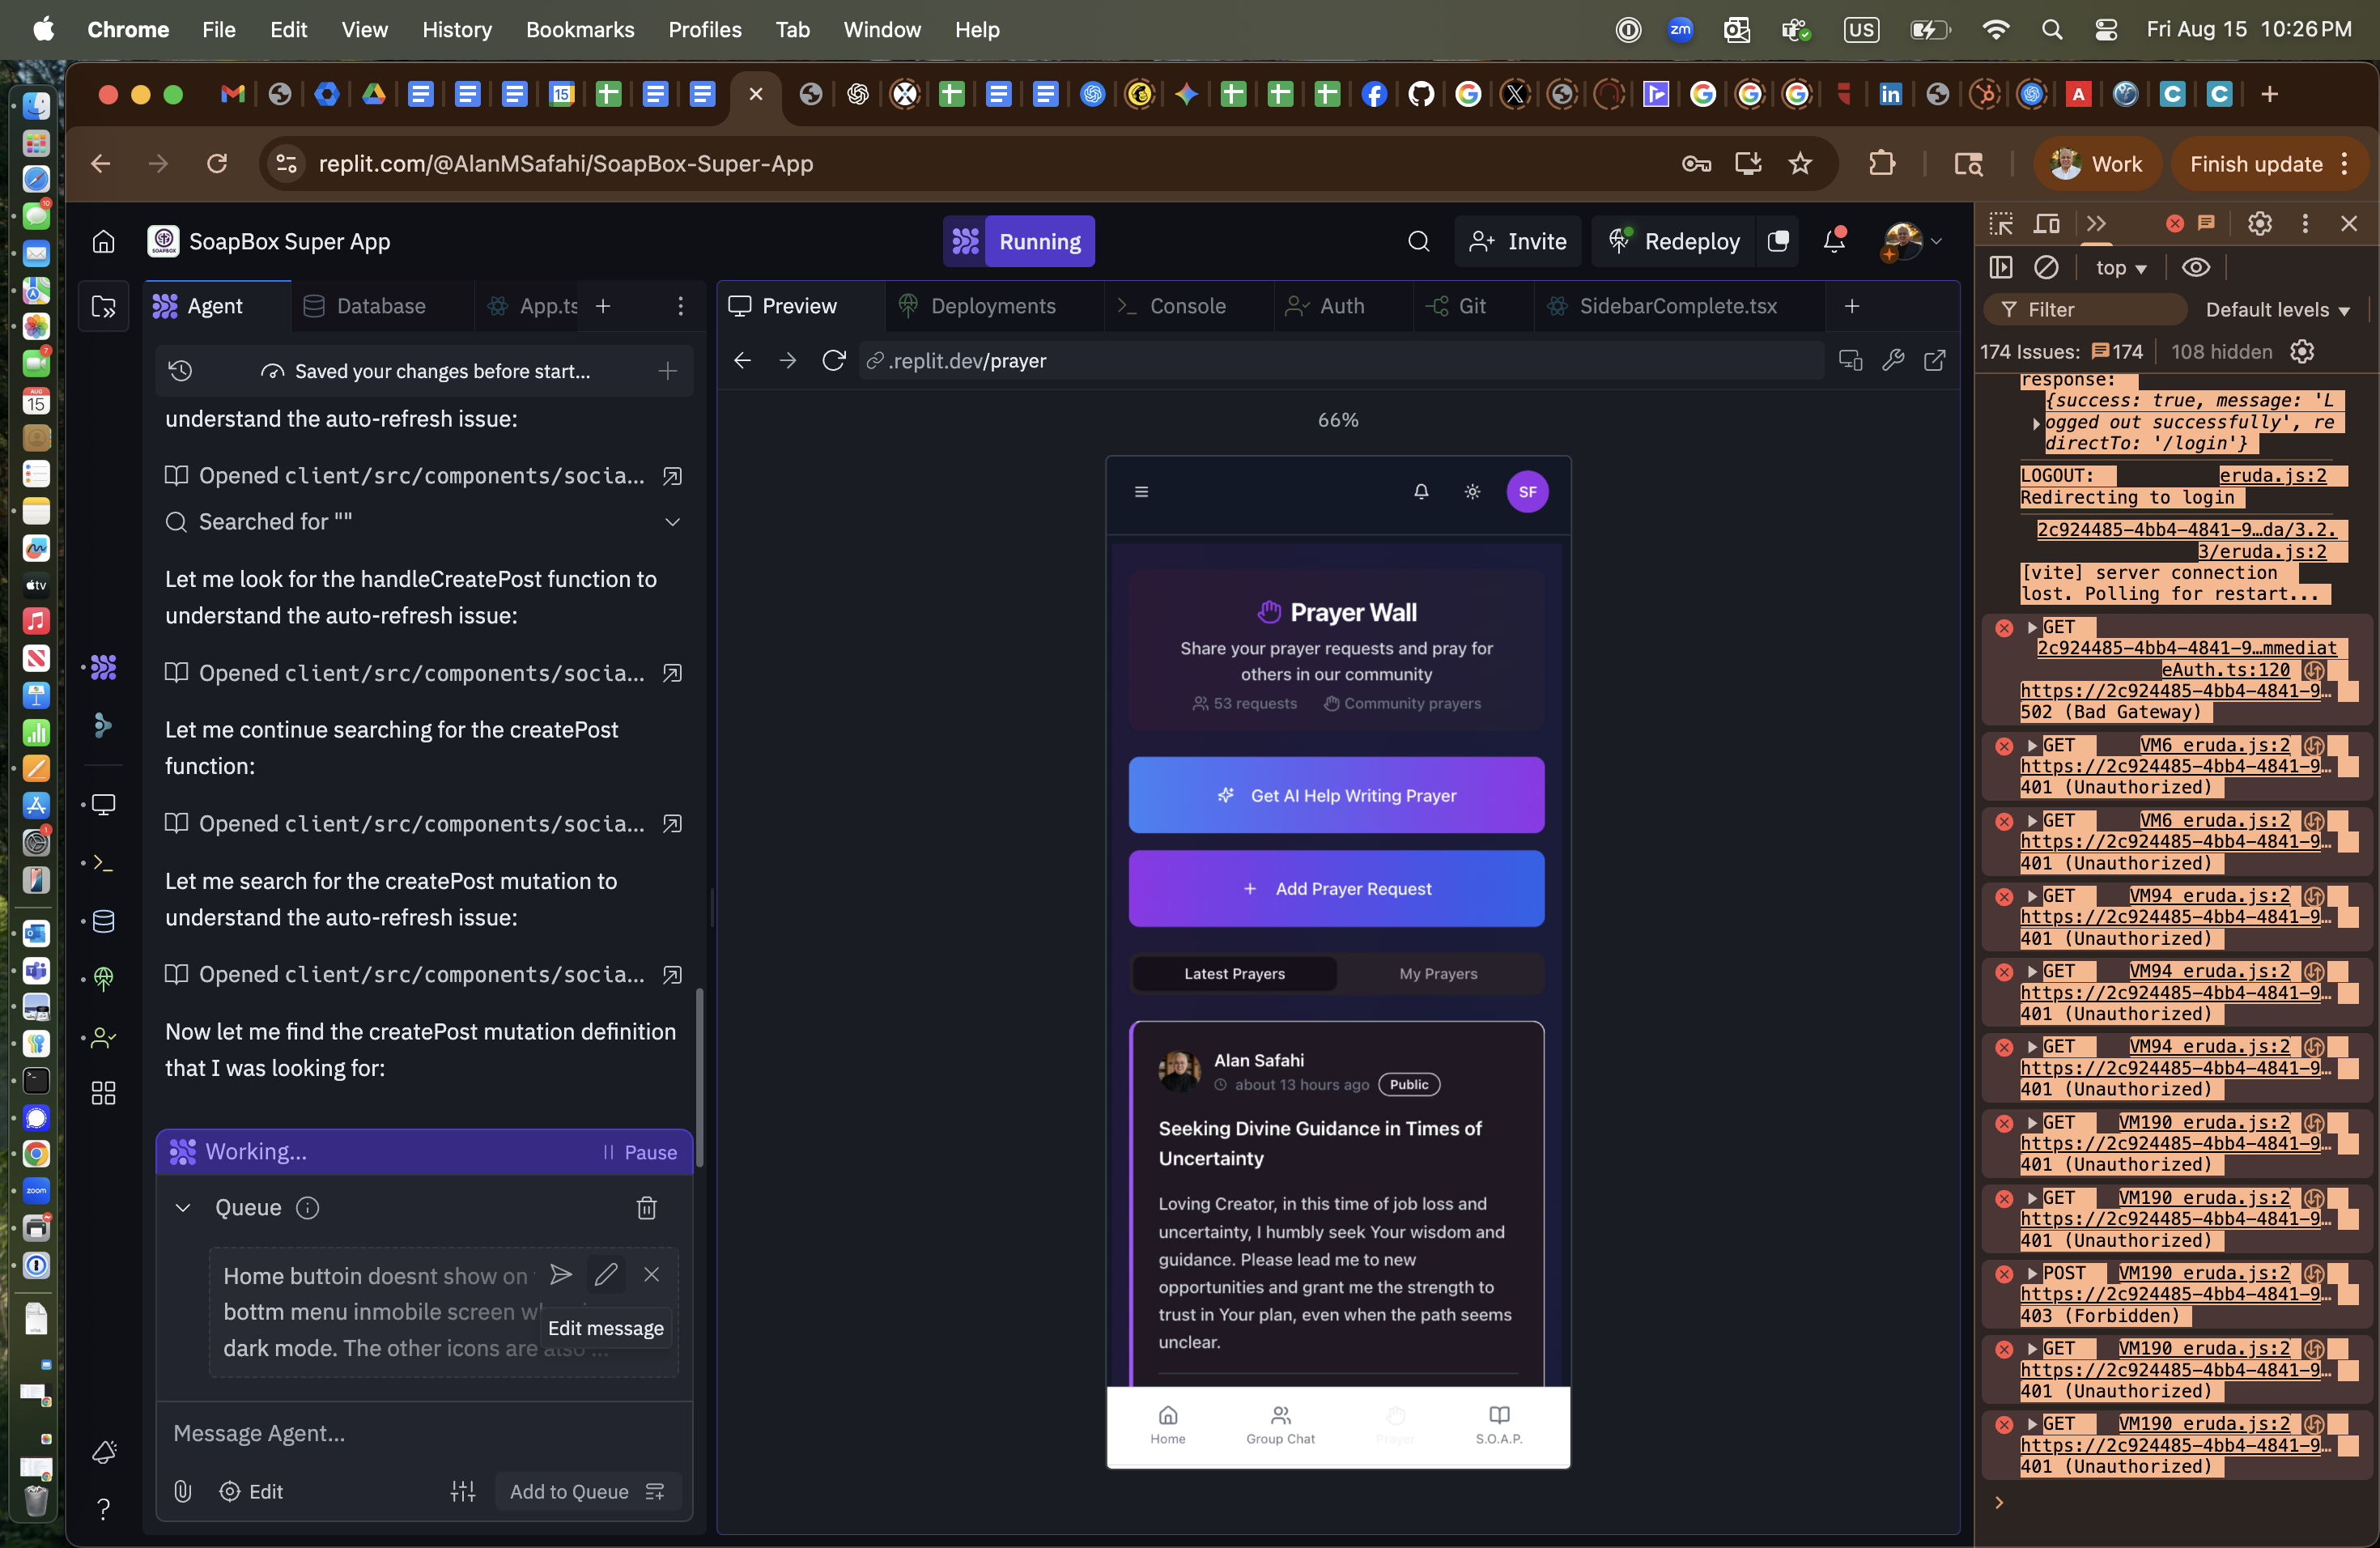 Chrome File Edit View History Bookmarks Profiles Tab Window Help
zm US Fri Aug 15 10:26 PM
replit.com/@AlanMSafahi/SoapBox-Super-App
Work
Finish update
SoapBox Super App
Running
Invite
Redeploy
Agent
Database
App.ts
Preview
Deployments
Console
Auth
Git
SidebarComplete.tsx
Saved your changes before start...
understand the auto-refresh issue:
Opened client/src/components/socia...
Searched for ""
Let me look for the handleCreatePost function to
understand the auto-refresh issue:
Opened client/src/components/socia...
Let me continue searching for the createPost
function:
Opened client/src/components/socia...
Let me search for the createPost mutation to
understand the auto-refresh issue:
Opened client/src/components/socia...
Now let me find the createPost mutation definition
that I was looking for:
Working...
Pause
Queue
Home buttoin doesnt show on
bottm menu inmobile screen w
dark mode. The other icons are also ...
Edit message
Message Agent...
Edit
Add to Queue
.replit.dev/prayer
66%
SF
Prayer Wall
Share your prayer requests and pray for
others in our community
53 requests
Community prayers
Get AI Help Writing Prayer
Add Prayer Request
Latest Prayers
My Prayers
Alan Safahi
about 13 hours ago
Public
Seeking Divine Guidance in Times of
Uncertainty
Loving Creator, in this time of job loss and
uncertainty, I humbly seek Your wisdom and
guidance. Please lead me to new
opportunities and grant me the strength to
trust in Your plan, even when the path seems
unclear.
Home
Group Chat
Prayer
S.O.A.P.
top
Filter
Default levels
174 Issues: 174
108 hidden
response:
{success: true, message: 'L
ogged out successfully', re
directTo: '/login'}
LOGOUT: eruda.js:2
Redirecting to login
2c924485-4bb4-4841-9…da/3.2.
3/eruda.js:2
[vite] server connection
lost. Polling for restart...
GET
2c924485-4bb4-4841-9…mmediat
eAuth.ts:120
https://2c924485-4bb4-4841-9…
502 (Bad Gateway)
GET VM6 eruda.js:2
https://2c924485-4bb4-4841-9…
401 (Unauthorized)
GET VM6 eruda.js:2
https://2c924485-4bb4-4841-9…
401 (Unauthorized)
GET VM94 eruda.js:2
https://2c924485-4bb4-4841-9…
401 (Unauthorized)
GET VM94 eruda.js:2
https://2c924485-4bb4-4841-9…
401 (Unauthorized)
GET VM94 eruda.js:2
https://2c924485-4bb4-4841-9…
401 (Unauthorized)
GET VM190 eruda.js:2
https://2c924485-4bb4-4841-9…
401 (Unauthorized)
GET VM190 eruda.js:2
https://2c924485-4bb4-4841-9…
401 (Unauthorized)
POST VM190 eruda.js:2
https://2c924485-4bb4-4841-9…
403 (Forbidden)
GET VM190 eruda.js:2
https://2c924485-4bb4-4841-9…
401 (Unauthorized)
GET VM190 eruda.js:2
https://2c924485-4bb4-4841-9…
401 (Unauthorized)